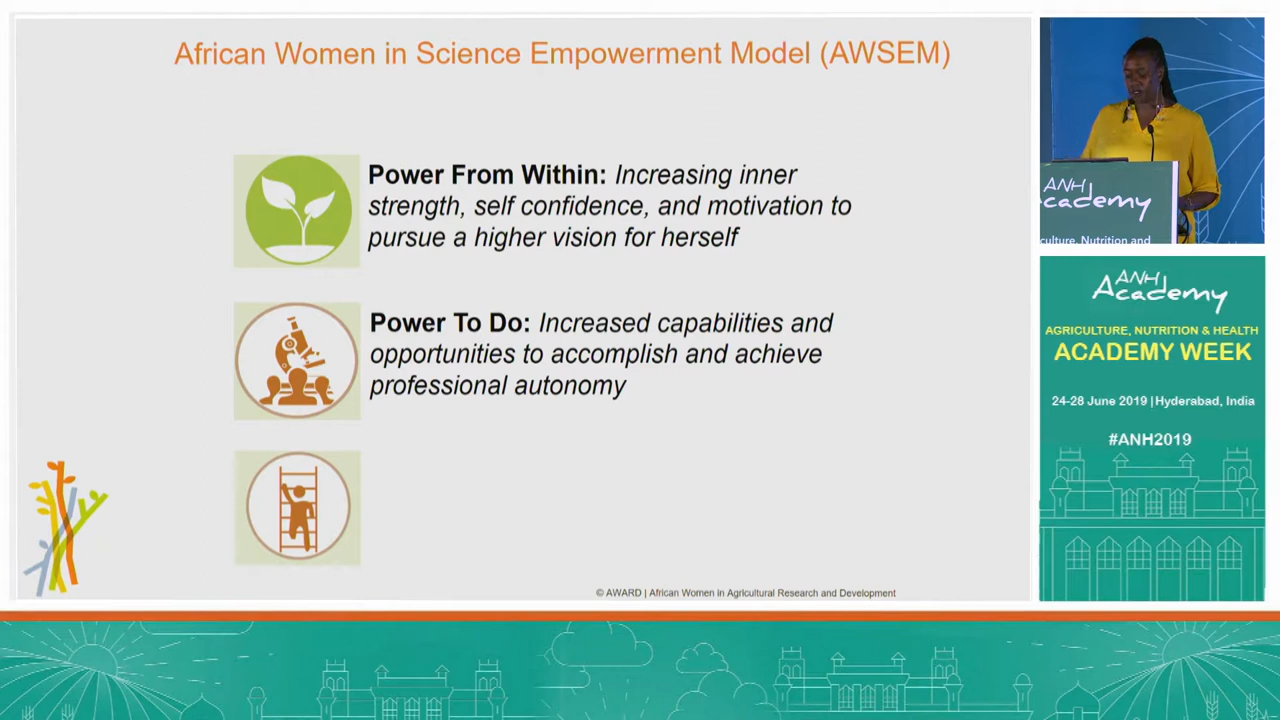 African Women in Science Empowerment Model (AWSEM)
Power From Within: Increasing inner
strength, self confidence, and motivation to
pursue a higher vision for herself
Power To Do: Increased capabilities and
opportunities to accomplish and achieve
professional autonomy
© AWARD | African Women in Agricultural Research and Development
ANH
Academy
culture, Nutrition and
ANH
Academy
AGRICULTURE, NUTRITION & HEALTH
ACADEMY WEEK
24-28 June 2019 | Hyderabad, India
#ANH2019